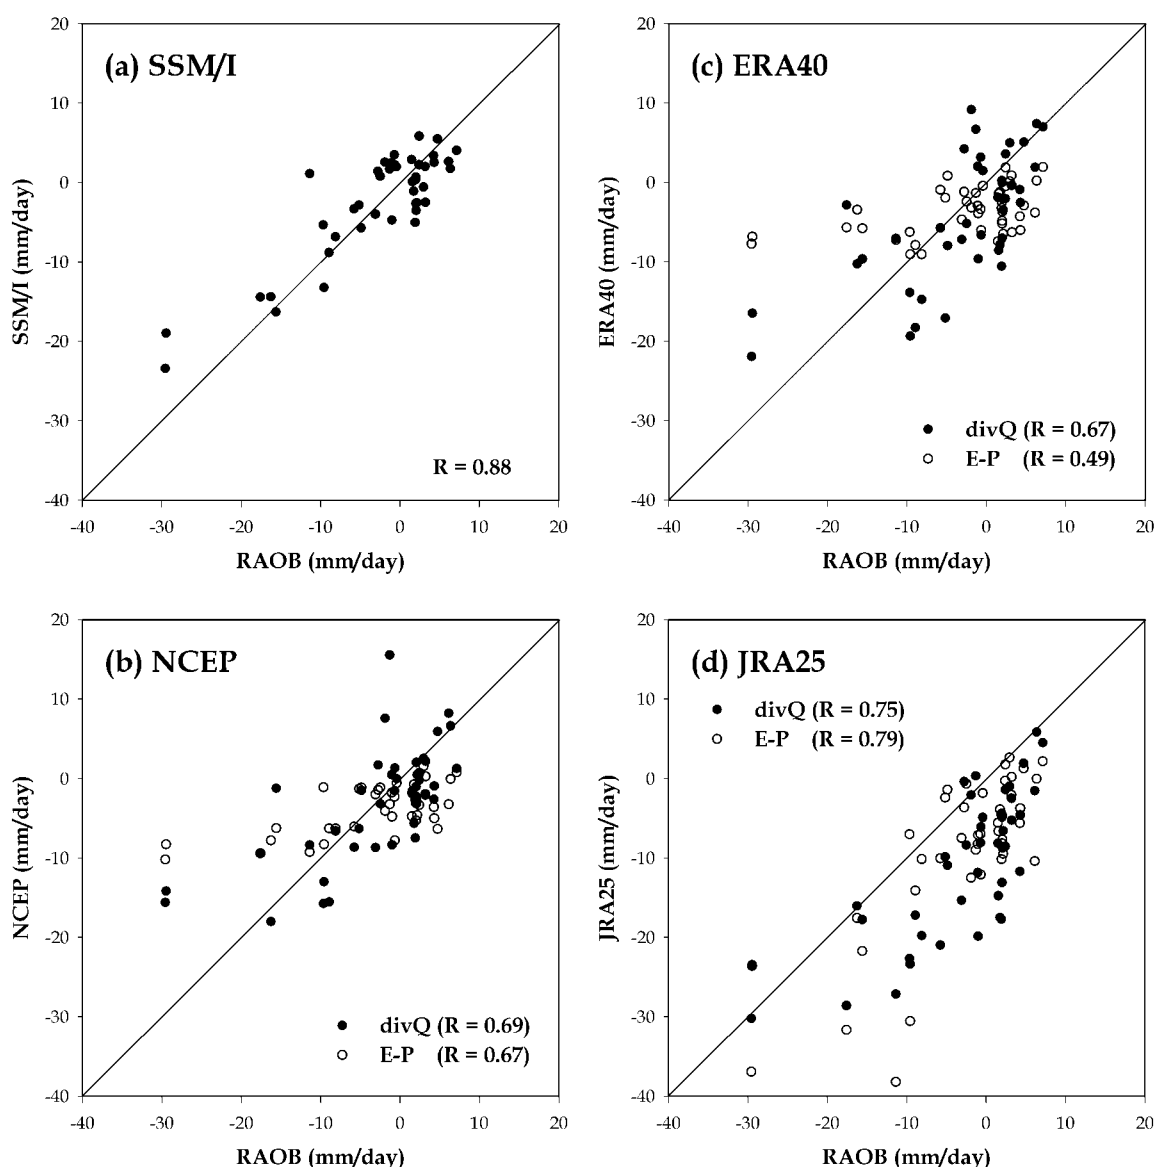 (a) SSM/I
20
10
0
-10
-20
-30
-40
-40 -30 -20 -10 0 10 20
SSM/I (mm/day)
RAOB (mm/day)
R = 0.88
(c) ERA40
20
10
0
-10
-20
-30
-40
-40 -30 -20 -10 0 10 20
ERA40 (mm/day)
RAOB (mm/day)
divQ (R = 0.67)
E-P (R = 0.49)
(b) NCEP
20
10
0
-10
-20
-30
-40
-40 -30 -20 -10 0 10 20
NCEP (mm/day)
RAOB (mm/day)
divQ (R = 0.69)
E-P (R = 0.67)
(d) JRA25
divQ (R = 0.75)
E-P (R = 0.79)
20
10
0
-10
-20
-30
-40
-40 -30 -20 -10 0 10 20
JRA25 (mm/day)
RAOB (mm/day)